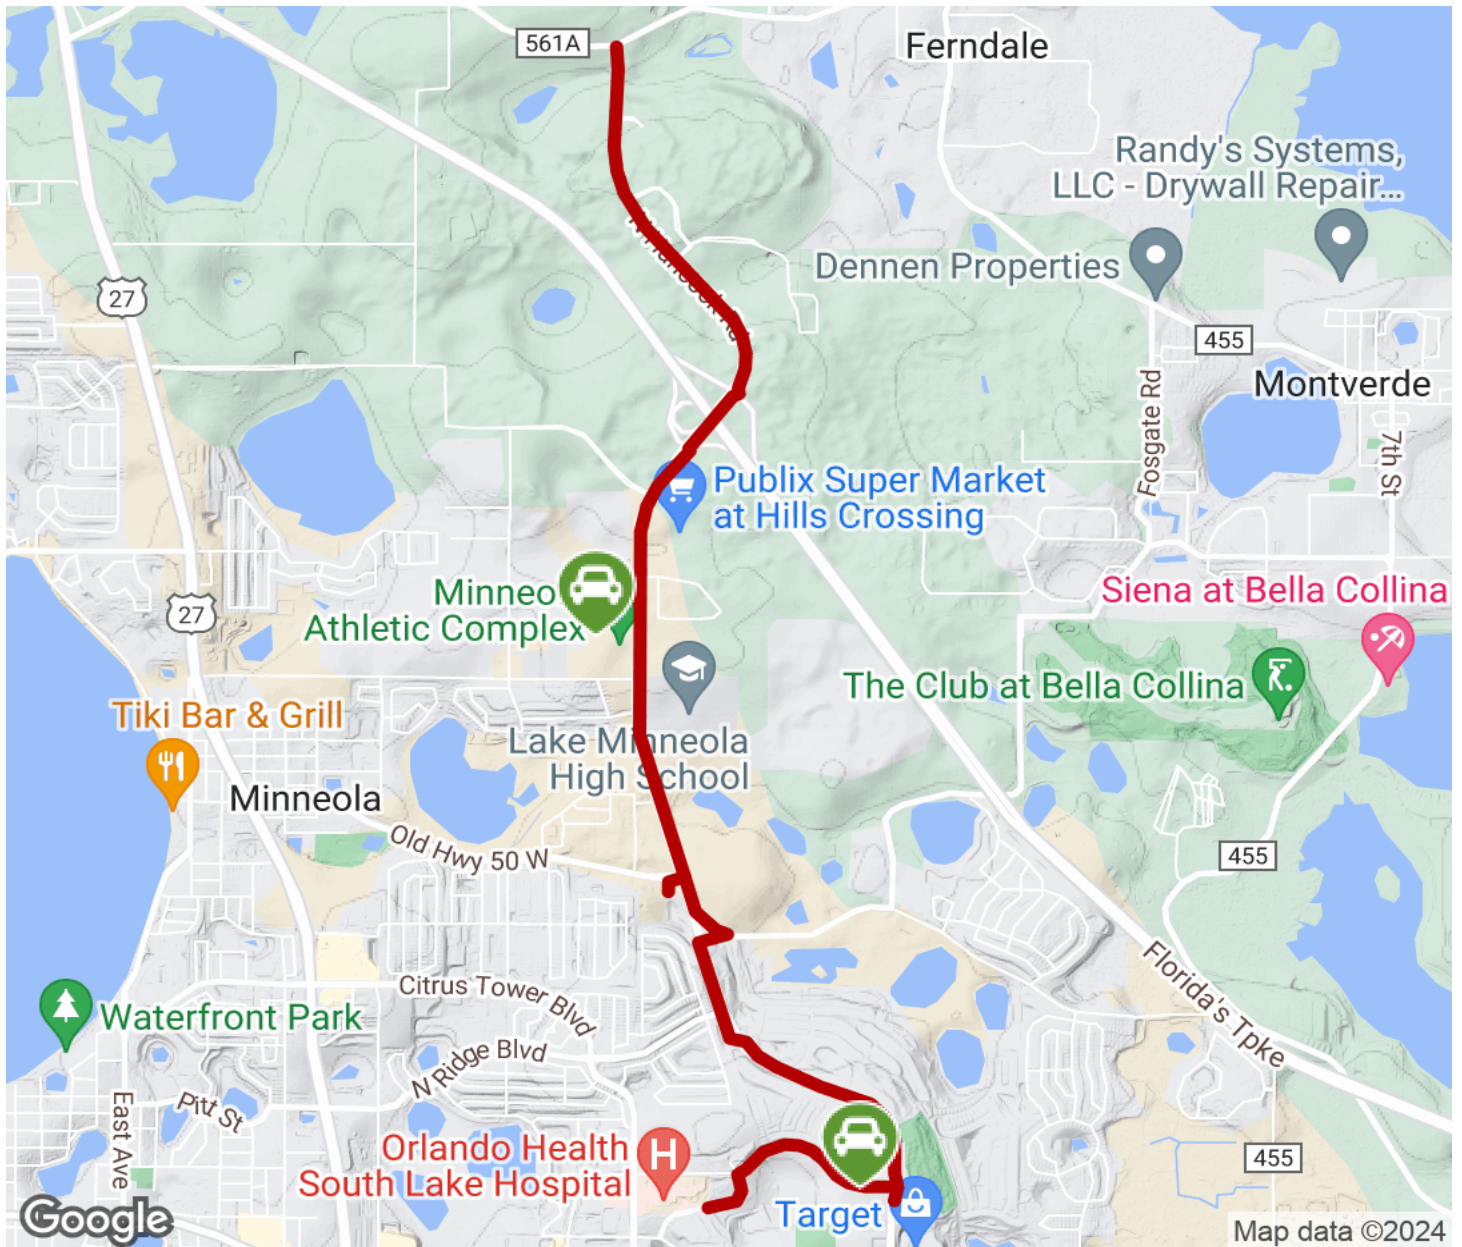 561A
Ferndale
Randy's Systems,
LLC - Drywall Repair...
N Hancock Rd
Dennen Properties
27
455
Montverde
Fosgate Rd
7th St
Publix Super Market
at Hills Crossing
Minneo
Athletic Complex
27
Siena at Bella Collina
The Club at Bella Collina
Tiki Bar & Grill
Lake Minneola
High School
Minneola
Old Hwy 50 W
455
Florida's Tpke
Citrus Tower Blvd
Waterfront Park
N Ridge Blvd
Pitt St
East Ave
Orlando Health
South Lake Hospital
H
455
Target
Google
Map data ©2024